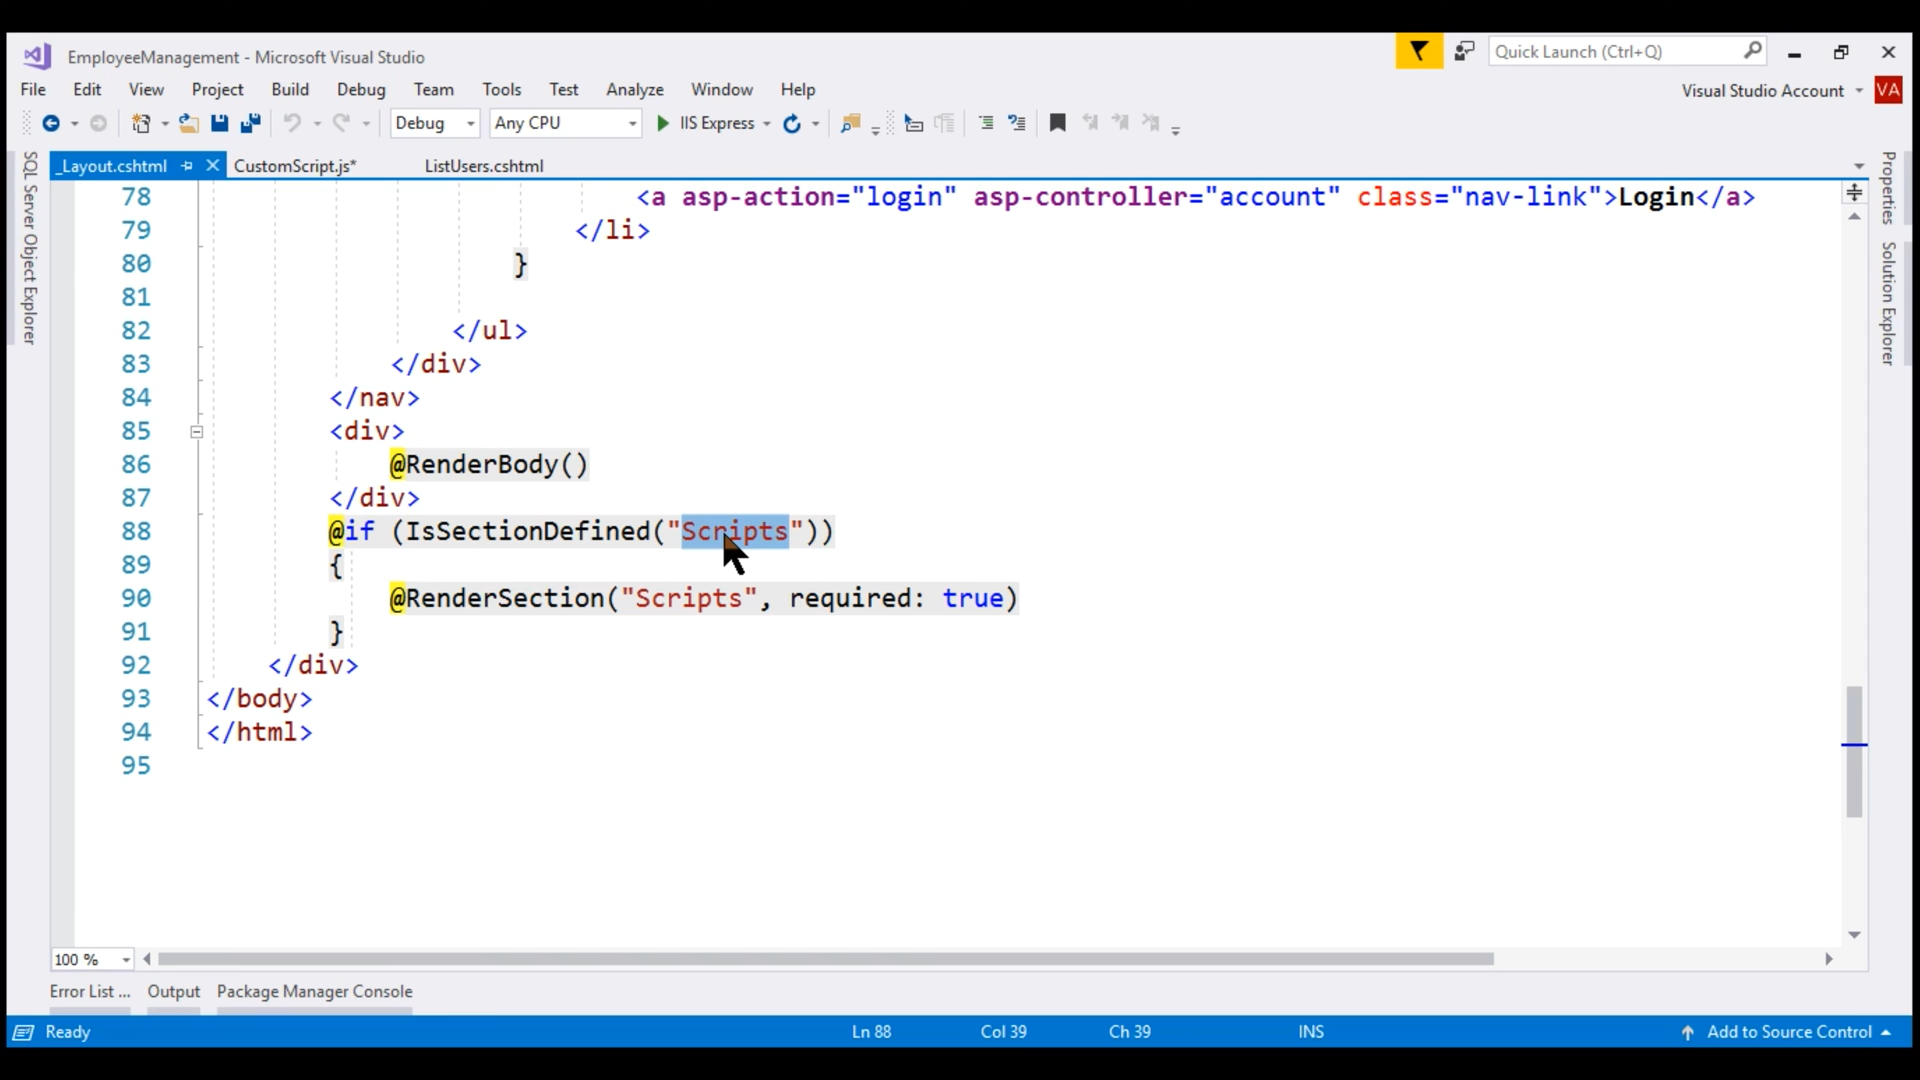 EmployeeManagement - Microsoft Visual Studio
Quick Launch (Ctrl+Q)
File Edit View Project Build Debug Team Tools Test Analyze Window Help
Visual Studio Account VA
Debug Any CPU IIS Express
_Layout.cshtml CustomScript.js* ListUsers.cshtml
SQL Server Object Explorer
Properties
Solution Explorer
78 <a asp-action="login" asp-controller="account" class="nav-link">Login</a>
79 </li>
80 }
81
82 </ul>
83 </div>
84 </nav>
85 <div>
86 @RenderBody()
87 </div>
88 @if (IsSectionDefined("Scripts"))
89 {
90 @RenderSection("Scripts", required: true)
91 }
92 </div>
93 </body>
94 </html>
95
100 %
Error List ... Output Package Manager Console
Ready Ln 88 Col 39 Ch 39 INS Add to Source Control